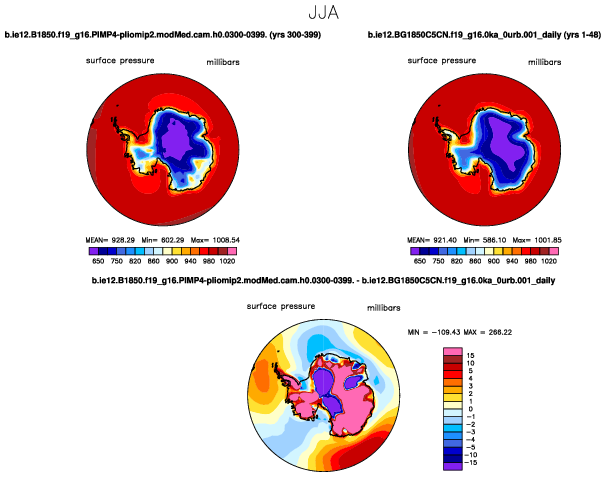 JJA
b.ie12.B1850.f19_g16.PIMP4-pliomip2.modMed.cam.h0.0300-0399. (yrs 300-399)
b.ie12.BG1850C5CN.f19_g16.0ka_0urb.001_daily (yrs 1-48)
surface pressure millibars
surface pressure millibars
MEAN= 928.29 Min= 602.29 Max= 1008.54
MEAN= 921.40 Min= 586.10 Max= 1001.85
650 750 820 860 900 940 980 1020
650 750 820 860 900 940 980 1020
b.ie12.B1850.f19_g16.PIMP4-pliomip2.modMed.cam.h0.0300-0399. - b.ie12.BG1850C5CN.f19_g16.0ka_0urb.001_daily
surface pressure millibars
MIN = -109.43 MAX = 266.22
15
10
5
4
3
2
1
0
-1
-2
-3
-4
-5
-10
-15